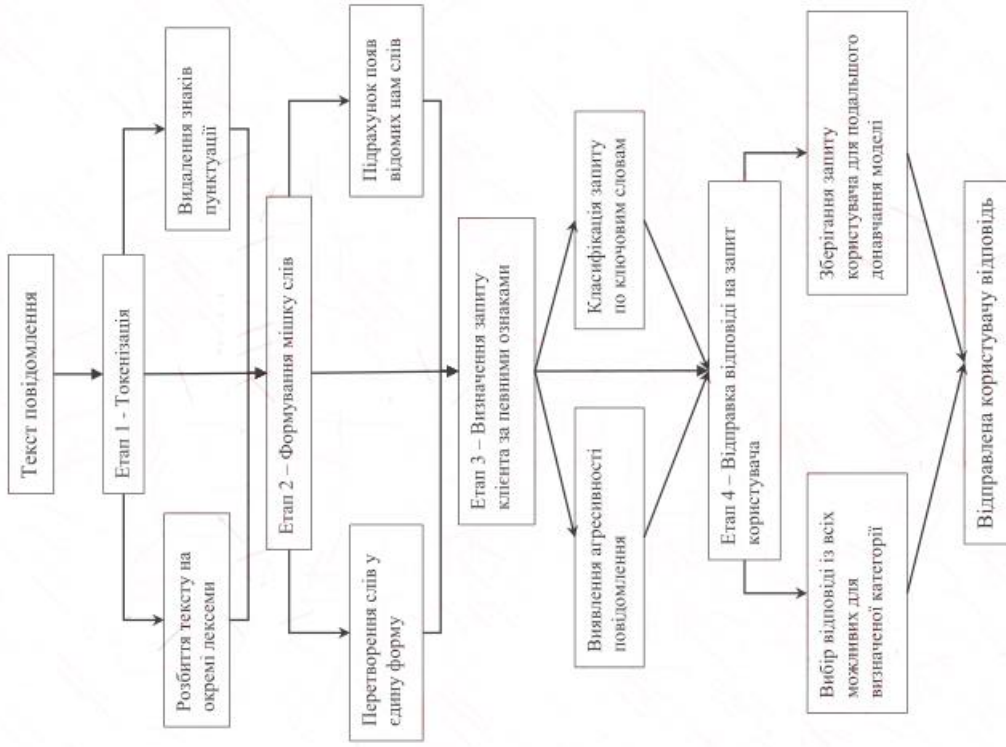 Текст повідомлення
Етап 1 - Токенізація
Розбиття тексту на
окремі лексеми
Видалення знаків
пунктуації
Етап 2 – Формування мішку слів
Перетворення слів у
єдину форму
Підрахунок появ
відомих нам слів
Етап 3 – Визначення запиту
клієнта за певними ознаками
Виявлення агресивності
повідомлення
Класифікація запиту
по ключовим словам
Етап 4 – Відправка відповіді на запит
користувача
Вибір відповіді із всіх
можливих для
визначеної категорії
Зберігання запиту
користувача для подальшого
донавчання моделі
Відправлена користувачу відповідь